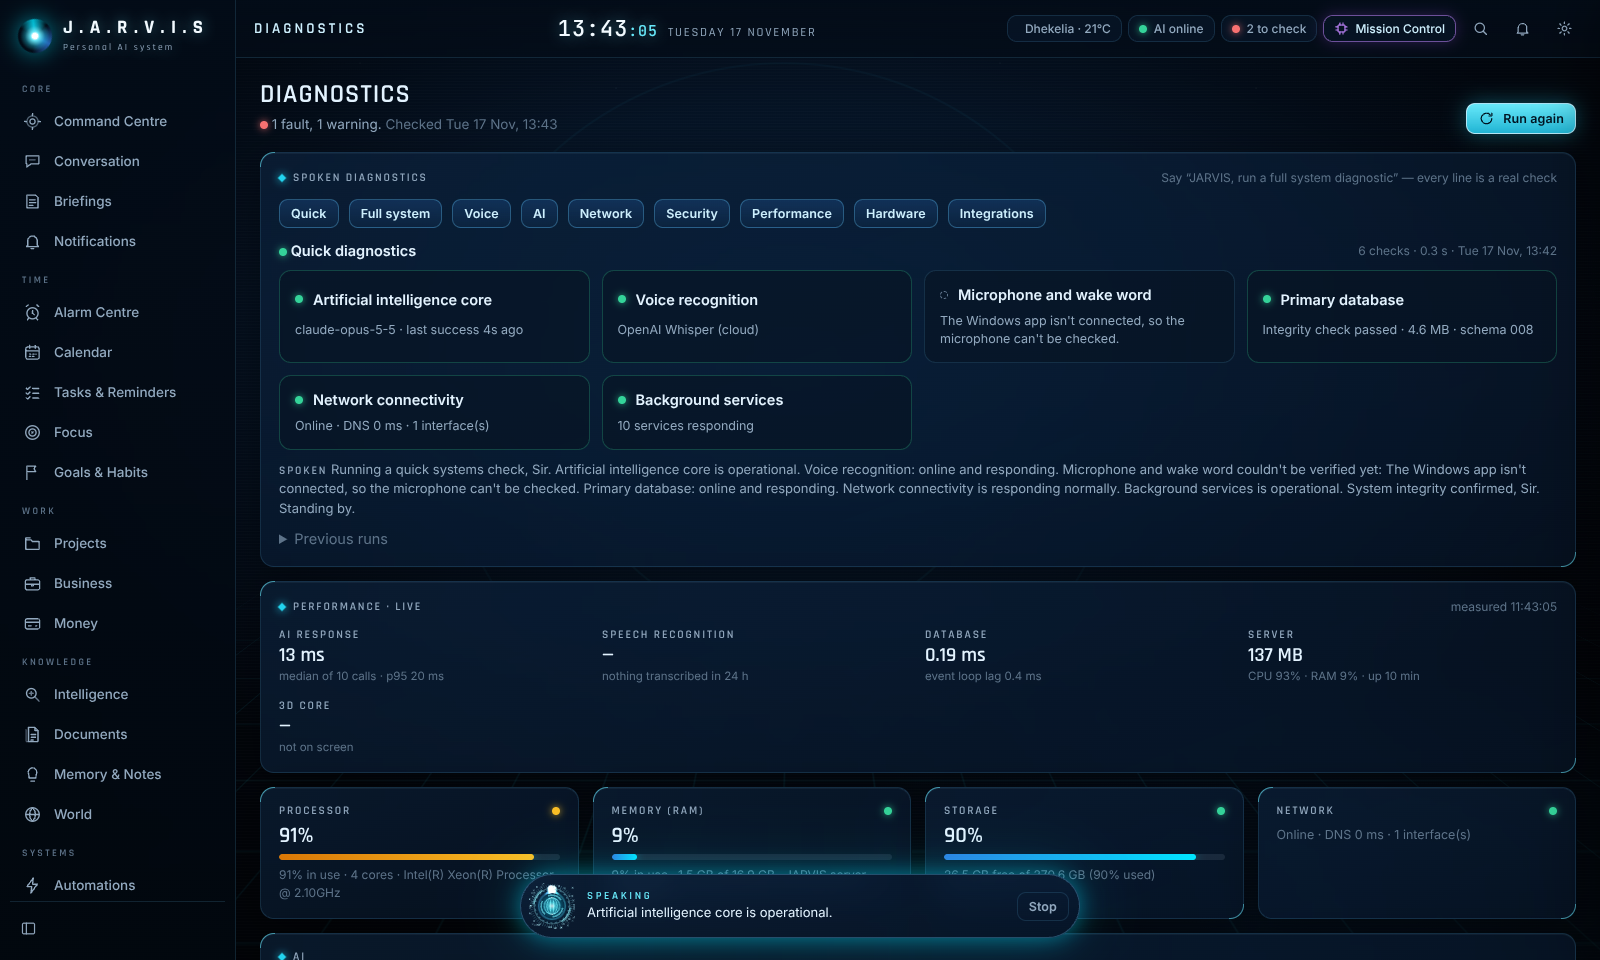 J.A.R.V.I.S
Personal AI system
DIAGNOSTICS
13:43:05 TUESDAY 17 NOVEMBER
Dhekelia · 21°C
AI online
2 to check
Mission Control
CORE
Command Centre
Conversation
Briefings
Notifications
TIME
Alarm Centre
Calendar
Tasks & Reminders
Focus
Goals & Habits
WORK
Projects
Business
Money
KNOWLEDGE
Intelligence
Documents
Memory & Notes
World
SYSTEMS
Automations
DIAGNOSTICS
1 fault, 1 warning. Checked Tue 17 Nov, 13:43
Run again
SPOKEN DIAGNOSTICS
Say “JARVIS, run a full system diagnostic” — every line is a real check
Quick
Full system
Voice
AI
Network
Security
Performance
Hardware
Integrations
Quick diagnostics
6 checks · 0.3 s · Tue 17 Nov, 13:42
Artificial intelligence core
claude-opus-5-5 · last success 4s ago
Voice recognition
OpenAI Whisper (cloud)
Microphone and wake word
The Windows app isn't connected, so the
microphone can't be checked.
Primary database
Integrity check passed · 4.6 MB · schema 008
Network connectivity
Online · DNS 0 ms · 1 interface(s)
Background services
10 services responding
SPOKEN Running a quick systems check, Sir. Artificial intelligence core is operational. Voice recognition: online and responding. Microphone and wake word couldn't be verified yet: The Windows app isn't
connected, so the microphone can't be checked. Primary database: online and responding. Network connectivity is responding normally. Background services is operational. System integrity confirmed, Sir.
Standing by.
Previous runs
PERFORMANCE · LIVE
measured 11:43:05
AI RESPONSE
13 ms
median of 10 calls · p95 20 ms
SPEECH RECOGNITION
—
nothing transcribed in 24 h
DATABASE
0.19 ms
event loop lag 0.4 ms
SERVER
137 MB
CPU 93% · RAM 9% · up 10 min
3D CORE
—
not on screen
PROCESSOR
91%
91% in use · 4 cores · Intel(R) Xeon(R) Processor
@ 2.10GHz
MEMORY (RAM)
9%
9% in use · 1.5 GB of 16.0 GB · JARVIS server
STORAGE
90%
(90% used)
NETWORK
Online · DNS 0 ms · 1 interface(s)
SPEAKING
Artificial intelligence core is operational.
Stop
AI